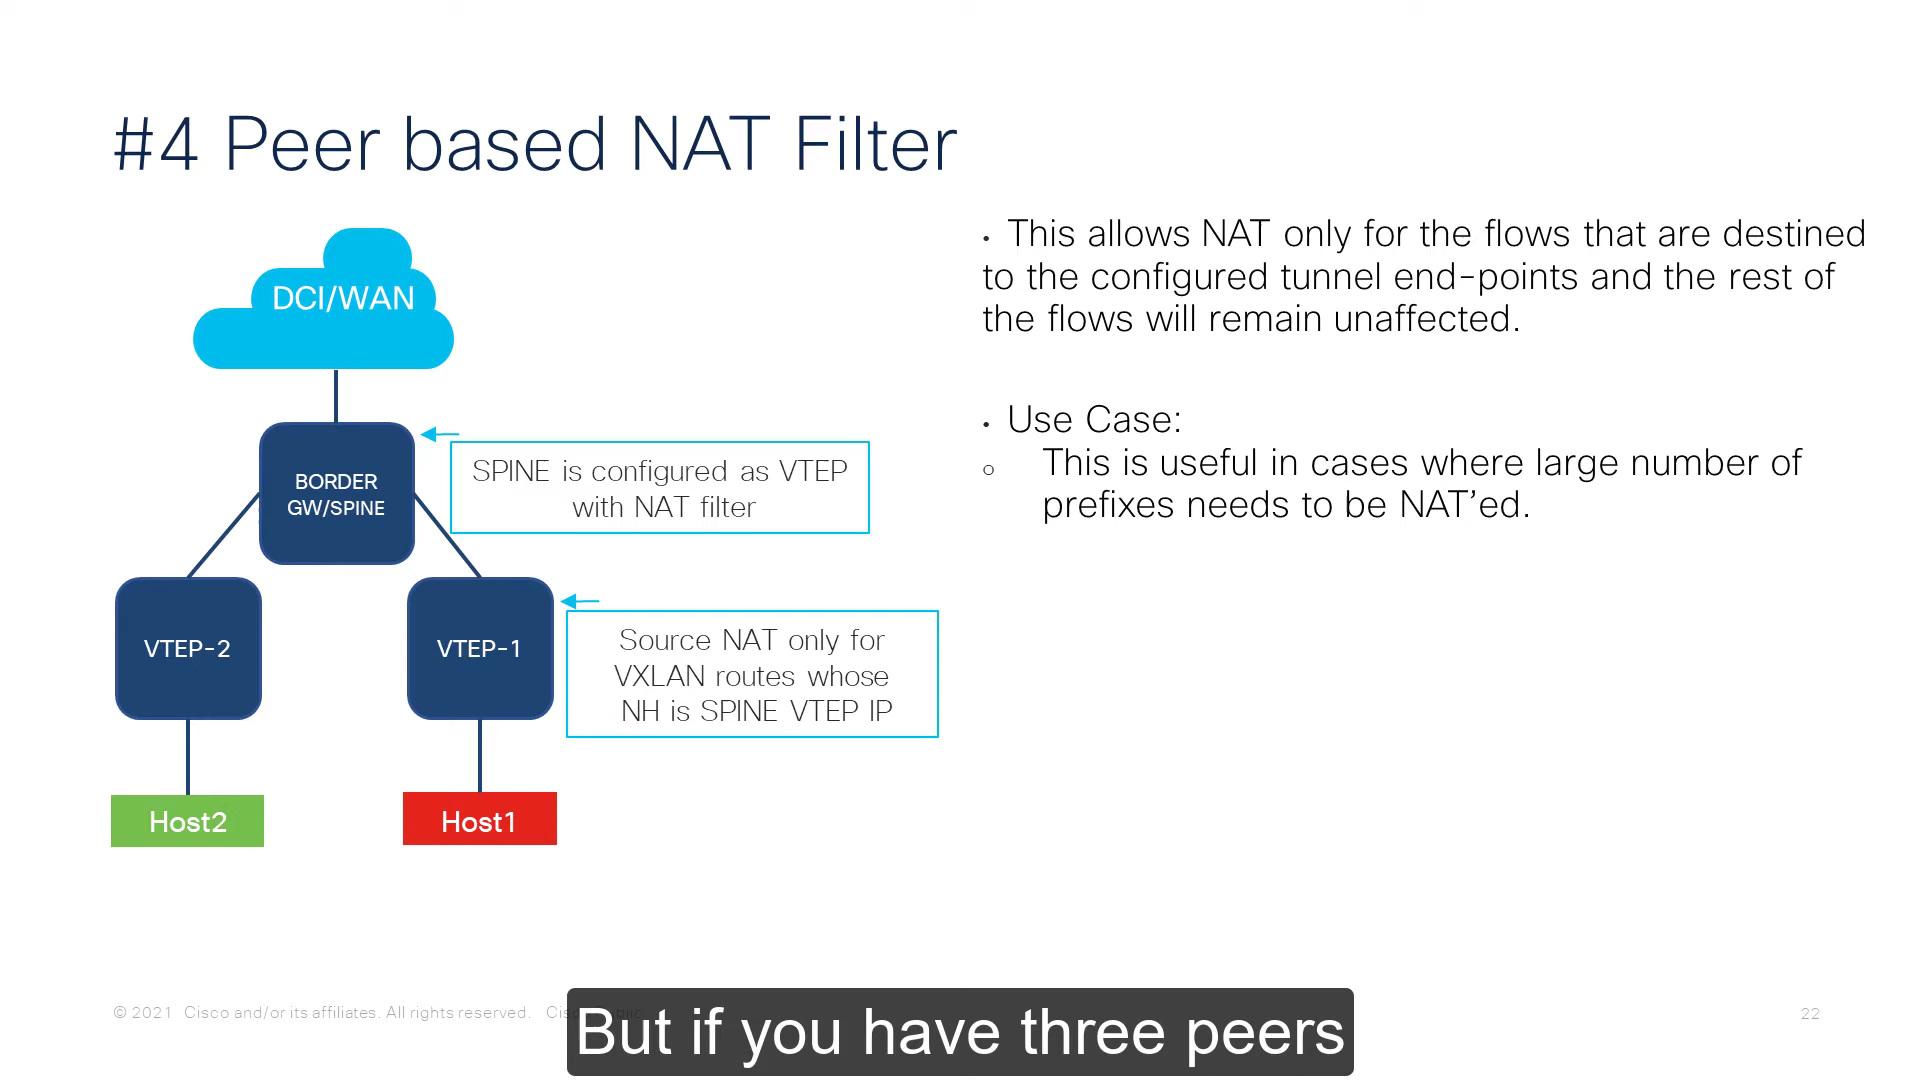 #4 Peer based NAT Filter
DCI/WAN
BORDER
GW/SPINE
SPINE is configured as VTEP
with NAT filter
VTEP-2
VTEP-1
Source NAT only for
VXLAN routes whose
NH is SPINE VTEP IP
Host2
Host1
• This allows NAT only for the flows that are destined
to the configured tunnel end-points and the rest of
the flows will remain unaffected.
• Use Case:
○ This is useful in cases where large number of
prefixes needs to be NAT’ed.
© 2021 Cisco and/or its affiliates. All rights reserved.
22
But if you have three peers